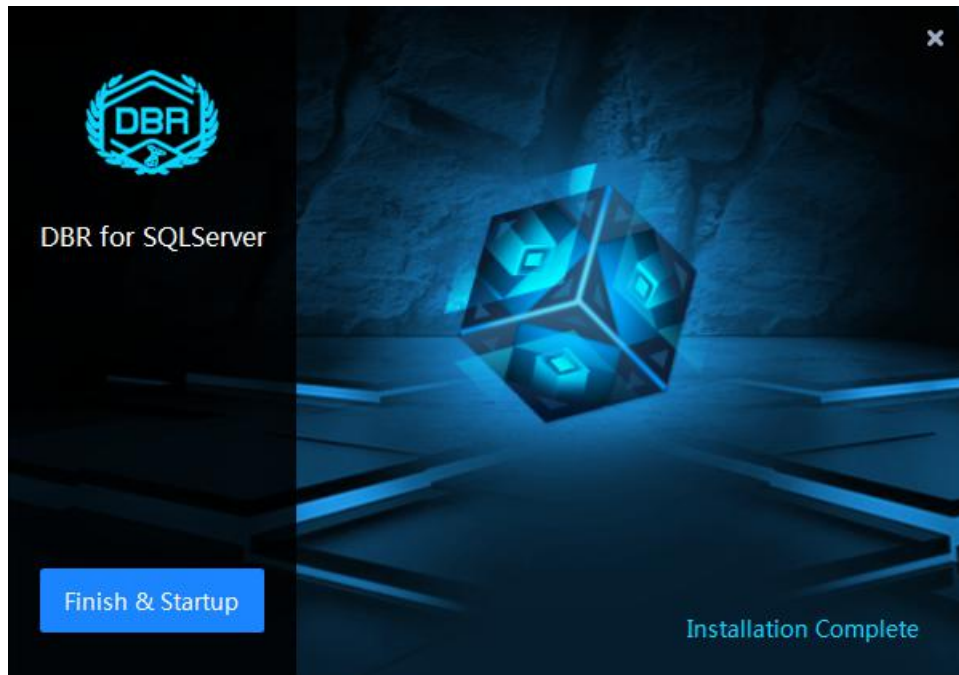 DBR
DBR for SQLServer
Finish & Startup
Installation Complete